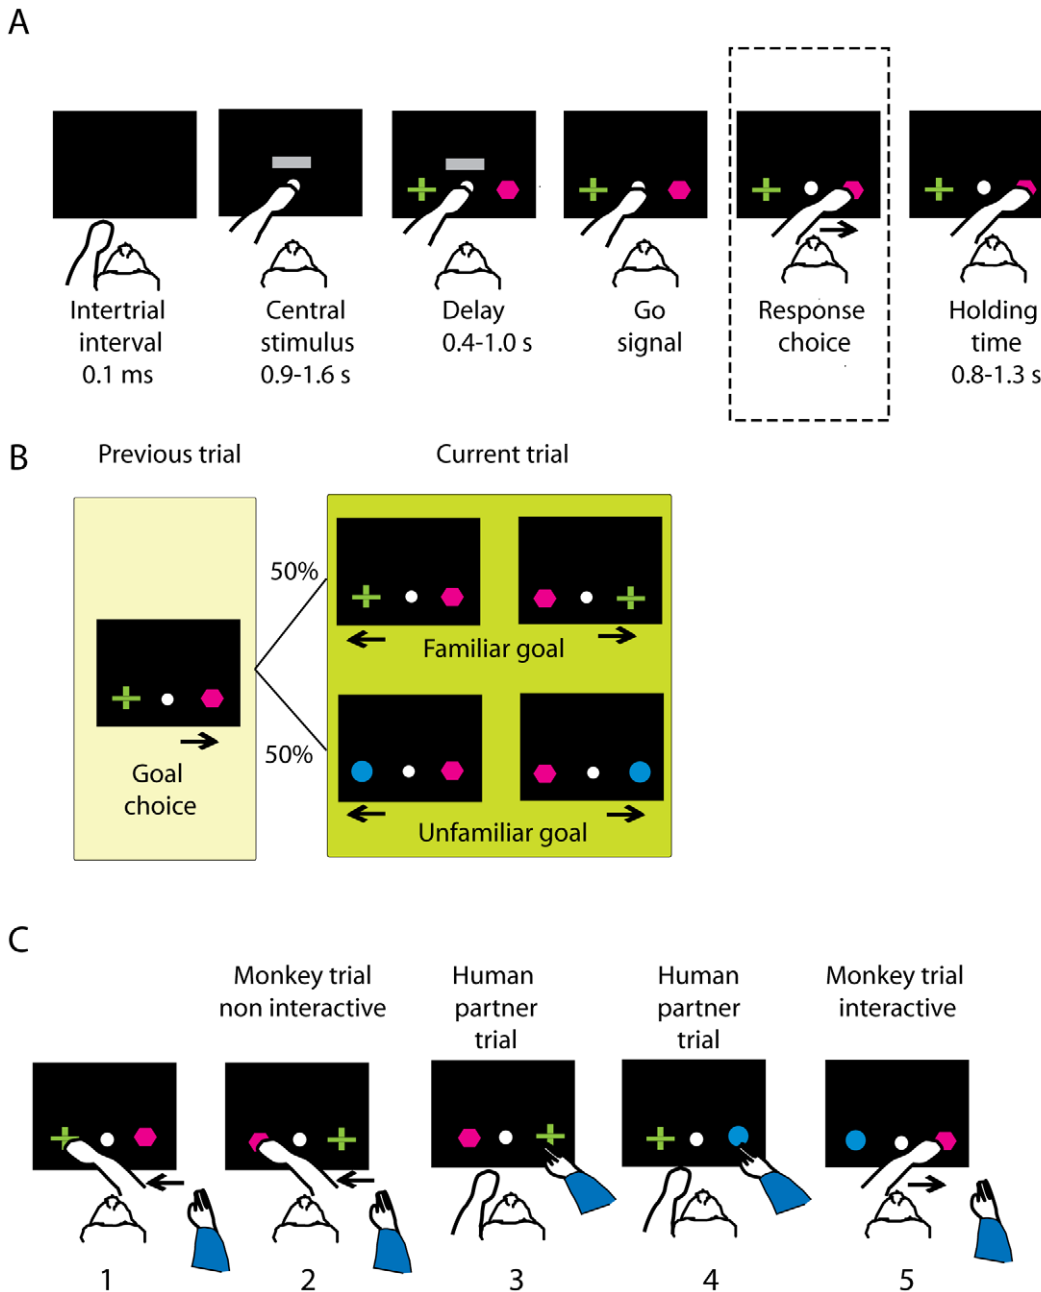 A
Intertrial
interval
0.1 ms
Central
stimulus
0.9-1.6 s
Delay
0.4-1.0 s
Go
signal
Response
choice
Holding
time
0.8-1.3 s
B
Previous trial
Current trial
50%
Familiar goal
50%
Goal
choice
Unfamiliar goal
C
Monkey trial
non interactive
Human
partner
trial
Human
partner
trial
Monkey trial
interactive
1
2
3
4
5